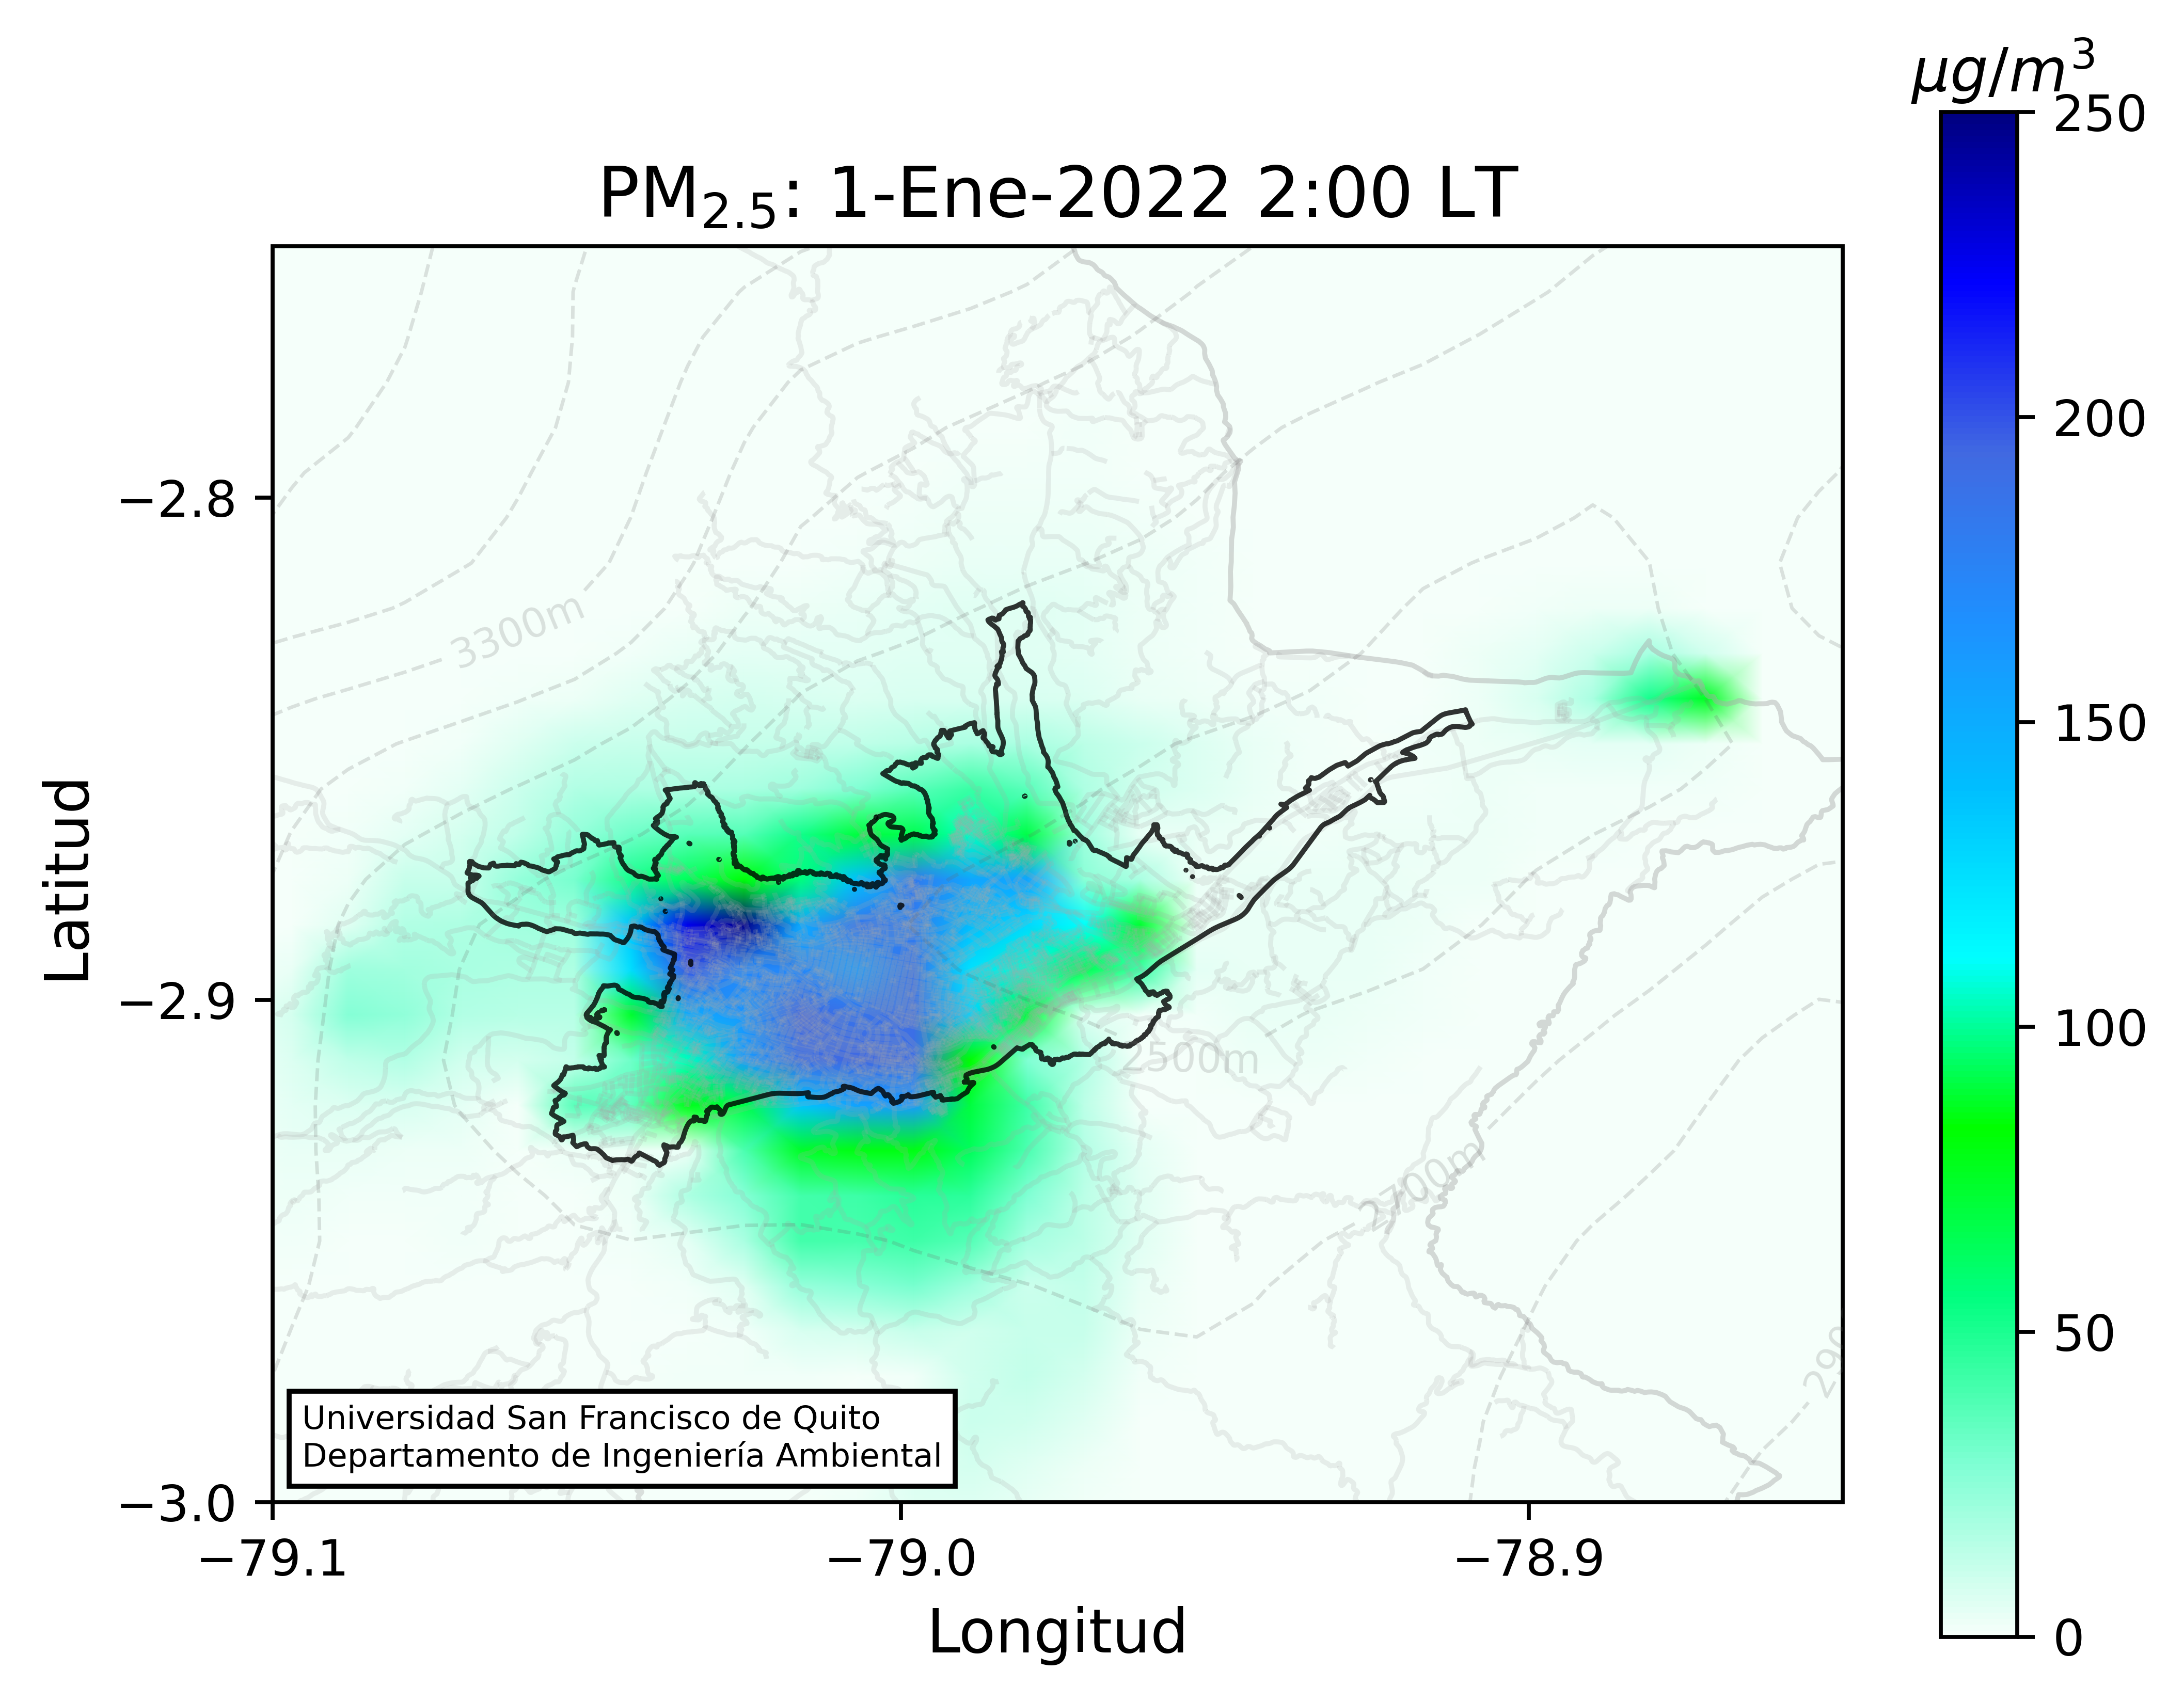 μg/m³
PM₂.₅: 1-Ene-2022 2:00 LT
250
200
150
100
50
0
−2.8
−2.9
−3.0
Latitud
3300m
2500m
2700m
Universidad San Francisco de Quito
Departamento de Ingeniería Ambiental
−79.1
−79.0
−78.9
Longitud